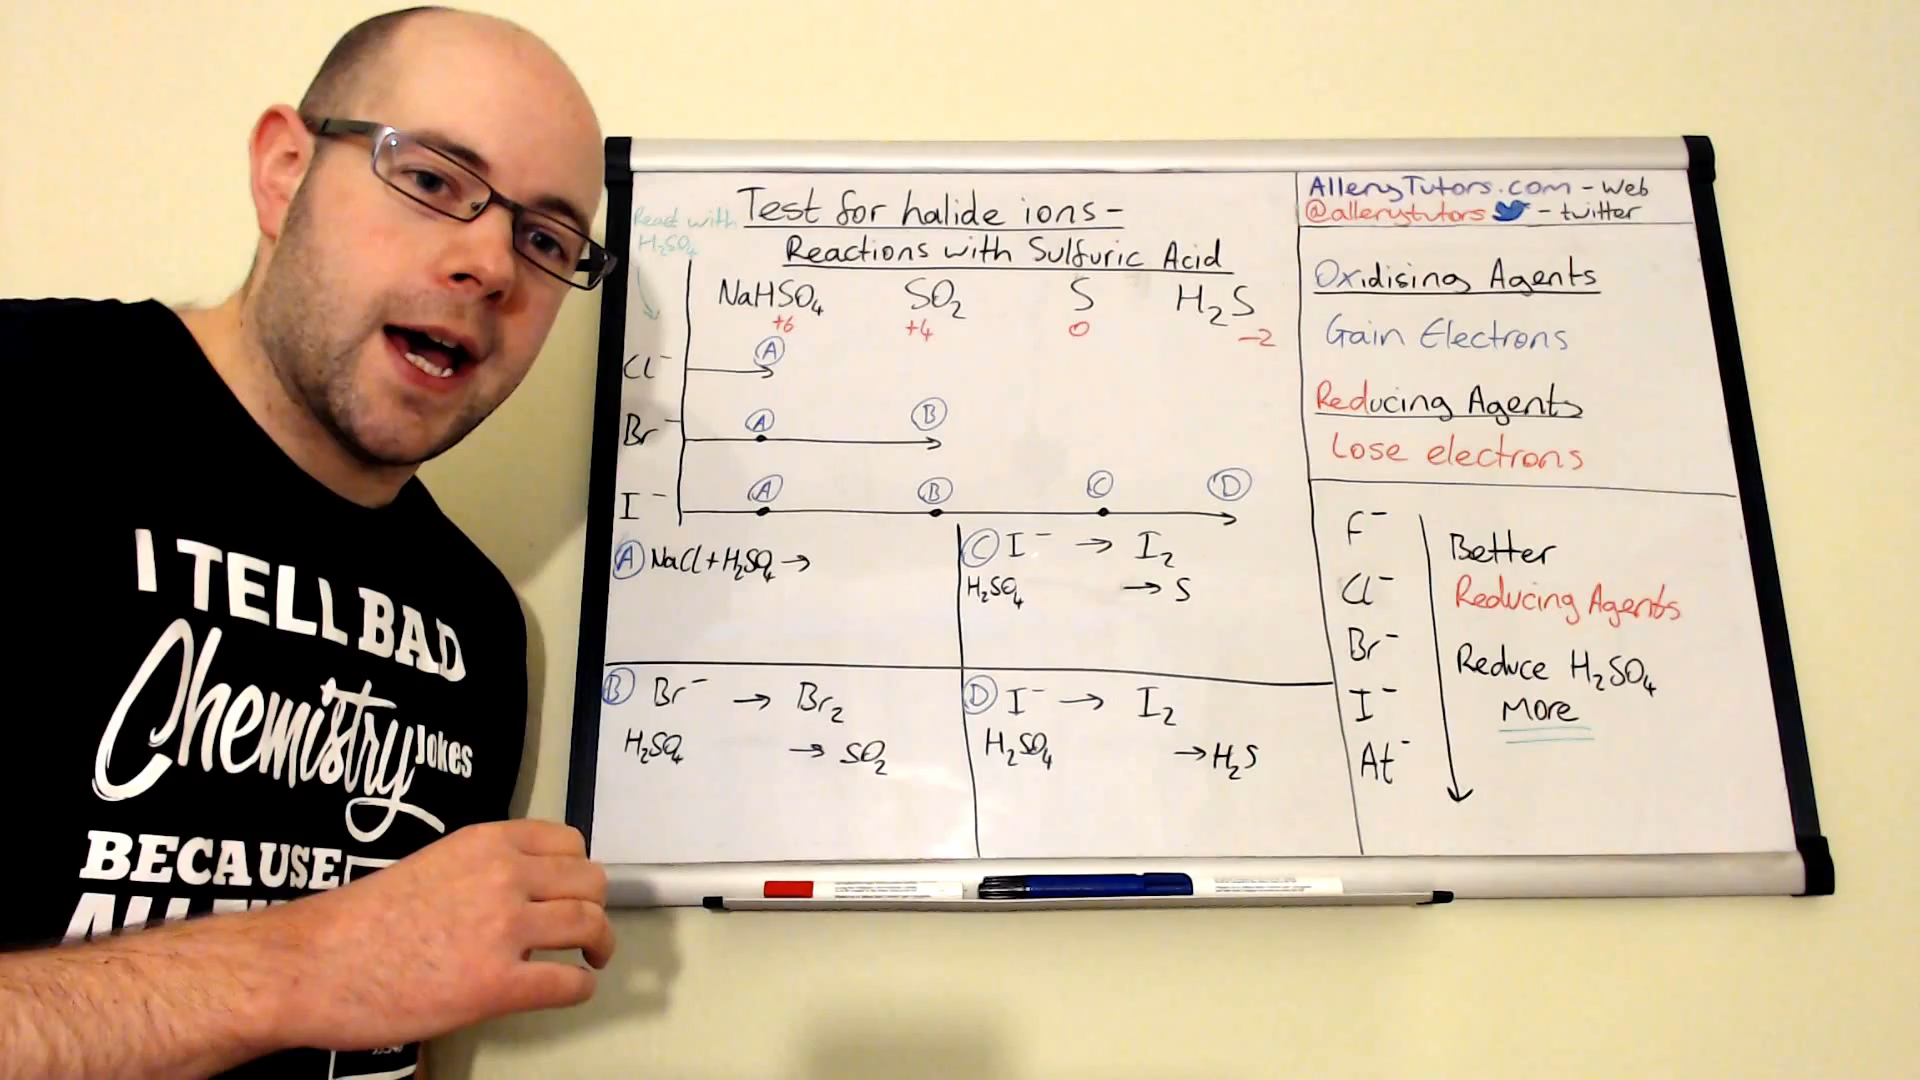 I TELL BAD
Chemistry
Jokes
BECAUSE
React with
H₂SO₄
Test for halide ions -
Reactions with Sulfuric Acid
NaHSO₄ SO₂ S H₂S
+6 +4 0 -2
Cl⁻ A
Br⁻ A B
I⁻ A B C D
A NaCl + H₂SO₄ →
C I⁻ → I₂
H₂SO₄ → S
B Br⁻ → Br₂
H₂SO₄ → SO₂
D I⁻ → I₂
H₂SO₄ → H₂S
AlleryTutors.com - Web
@allerytutors - twitter
Oxidising Agents
Gain Electrons
Reducing Agents
Lose electrons
F⁻
Cl⁻
Br⁻
I⁻
At⁻
Better
Reducing Agents
Reduce H₂SO₄
More